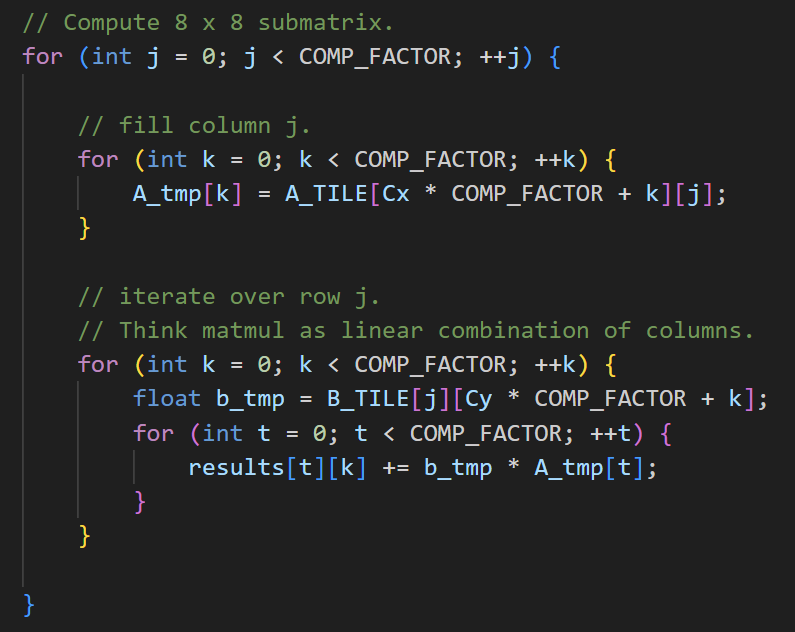 // Compute 8 x 8 submatrix.
for (int j = 0; j < COMP_FACTOR; ++j) {
// fill column j.
for (int k = 0; k < COMP_FACTOR; ++k) {
A_tmp[k] = A_TILE[Cx * COMP_FACTOR + k][j];
}
// iterate over row j.
// Think matmul as linear combination of columns.
for (int k = 0; k < COMP_FACTOR; ++k) {
float b_tmp = B_TILE[j][Cy * COMP_FACTOR + k];
for (int t = 0; t < COMP_FACTOR; ++t) {
results[t][k] += b_tmp * A_tmp[t];
}
}
}